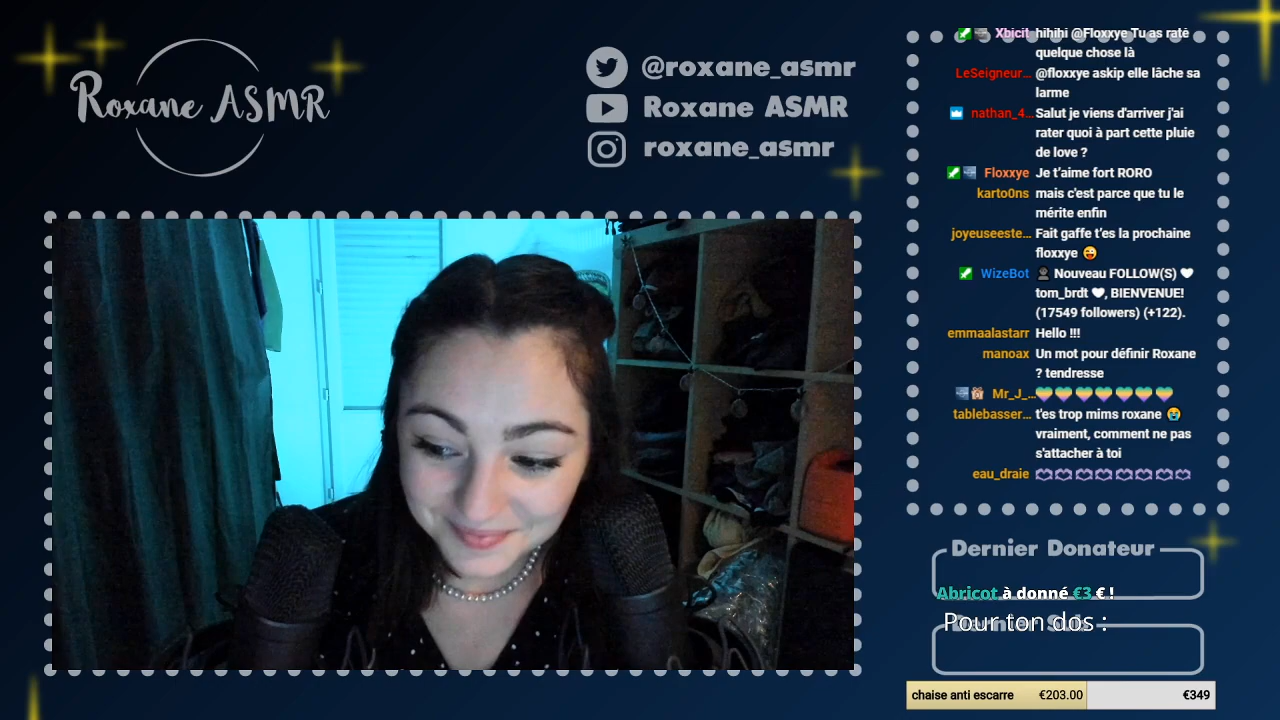 Roxane ASMR
@roxane_asmr
Roxane ASMR
roxane_asmr
Xbicit hihihi @Floxxye Tu as raté
quelque chose là
LeSeigneur... @floxxye askip elle lâche sa
larme
nathan_4... Salut je viens d'arriver j'ai
rater quoi à part cette pluie
de love ?
Floxxye Je t'aime fort RORO
karto0ns mais c'est parce que tu le
mérite enfin
joyeuseeste... Fait gaffe t'es la prochaine
floxxye 😜
WizeBot Nouveau FOLLOW(S) 🤍
tom_brdt 🤍, BIENVENUE!
(17549 followers) (+122).
emmaalastarr Hello !!!
manoax Un mot pour définir Roxane
? tendresse
Mr_J_...
tablebasser... t'es trop mims roxane 😭
vraiment, comment ne pas
s'attacher à toi
eau_draie
Dernier Donateur
Abricot à donné €3 € !
Pour ton dos :
chaise anti escarre €203.00 €349